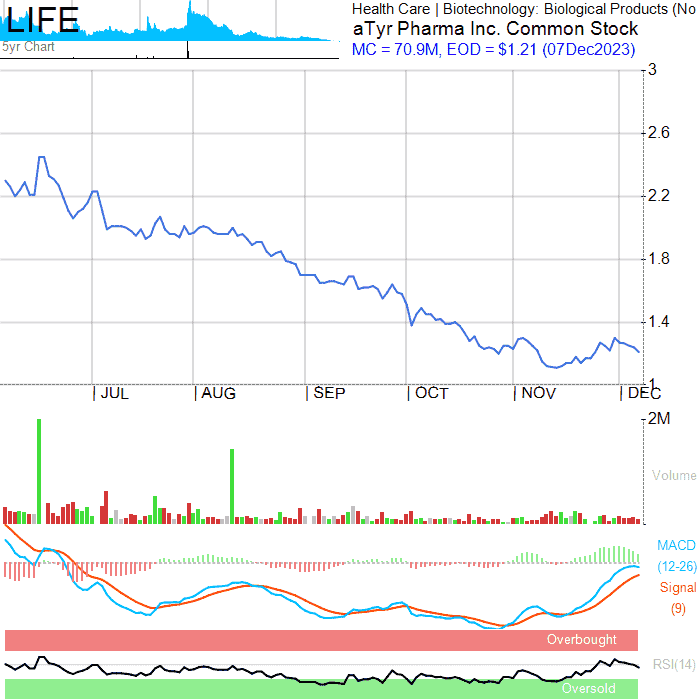 LIFE
5yr Chart
Health Care | Biotechnology: Biological Products (No
aTyr Pharma Inc. Common Stock
MC = 70.9M, EOD = $1.21 (07Dec2023)
3
2.6
2.2
1.8
1.4
1
| JUL | AUG | SEP | OCT | NOV | DEC
2M
Volume
MACD
(12-26)
Signal
(9)
Overbought
RSI(14)
Oversold